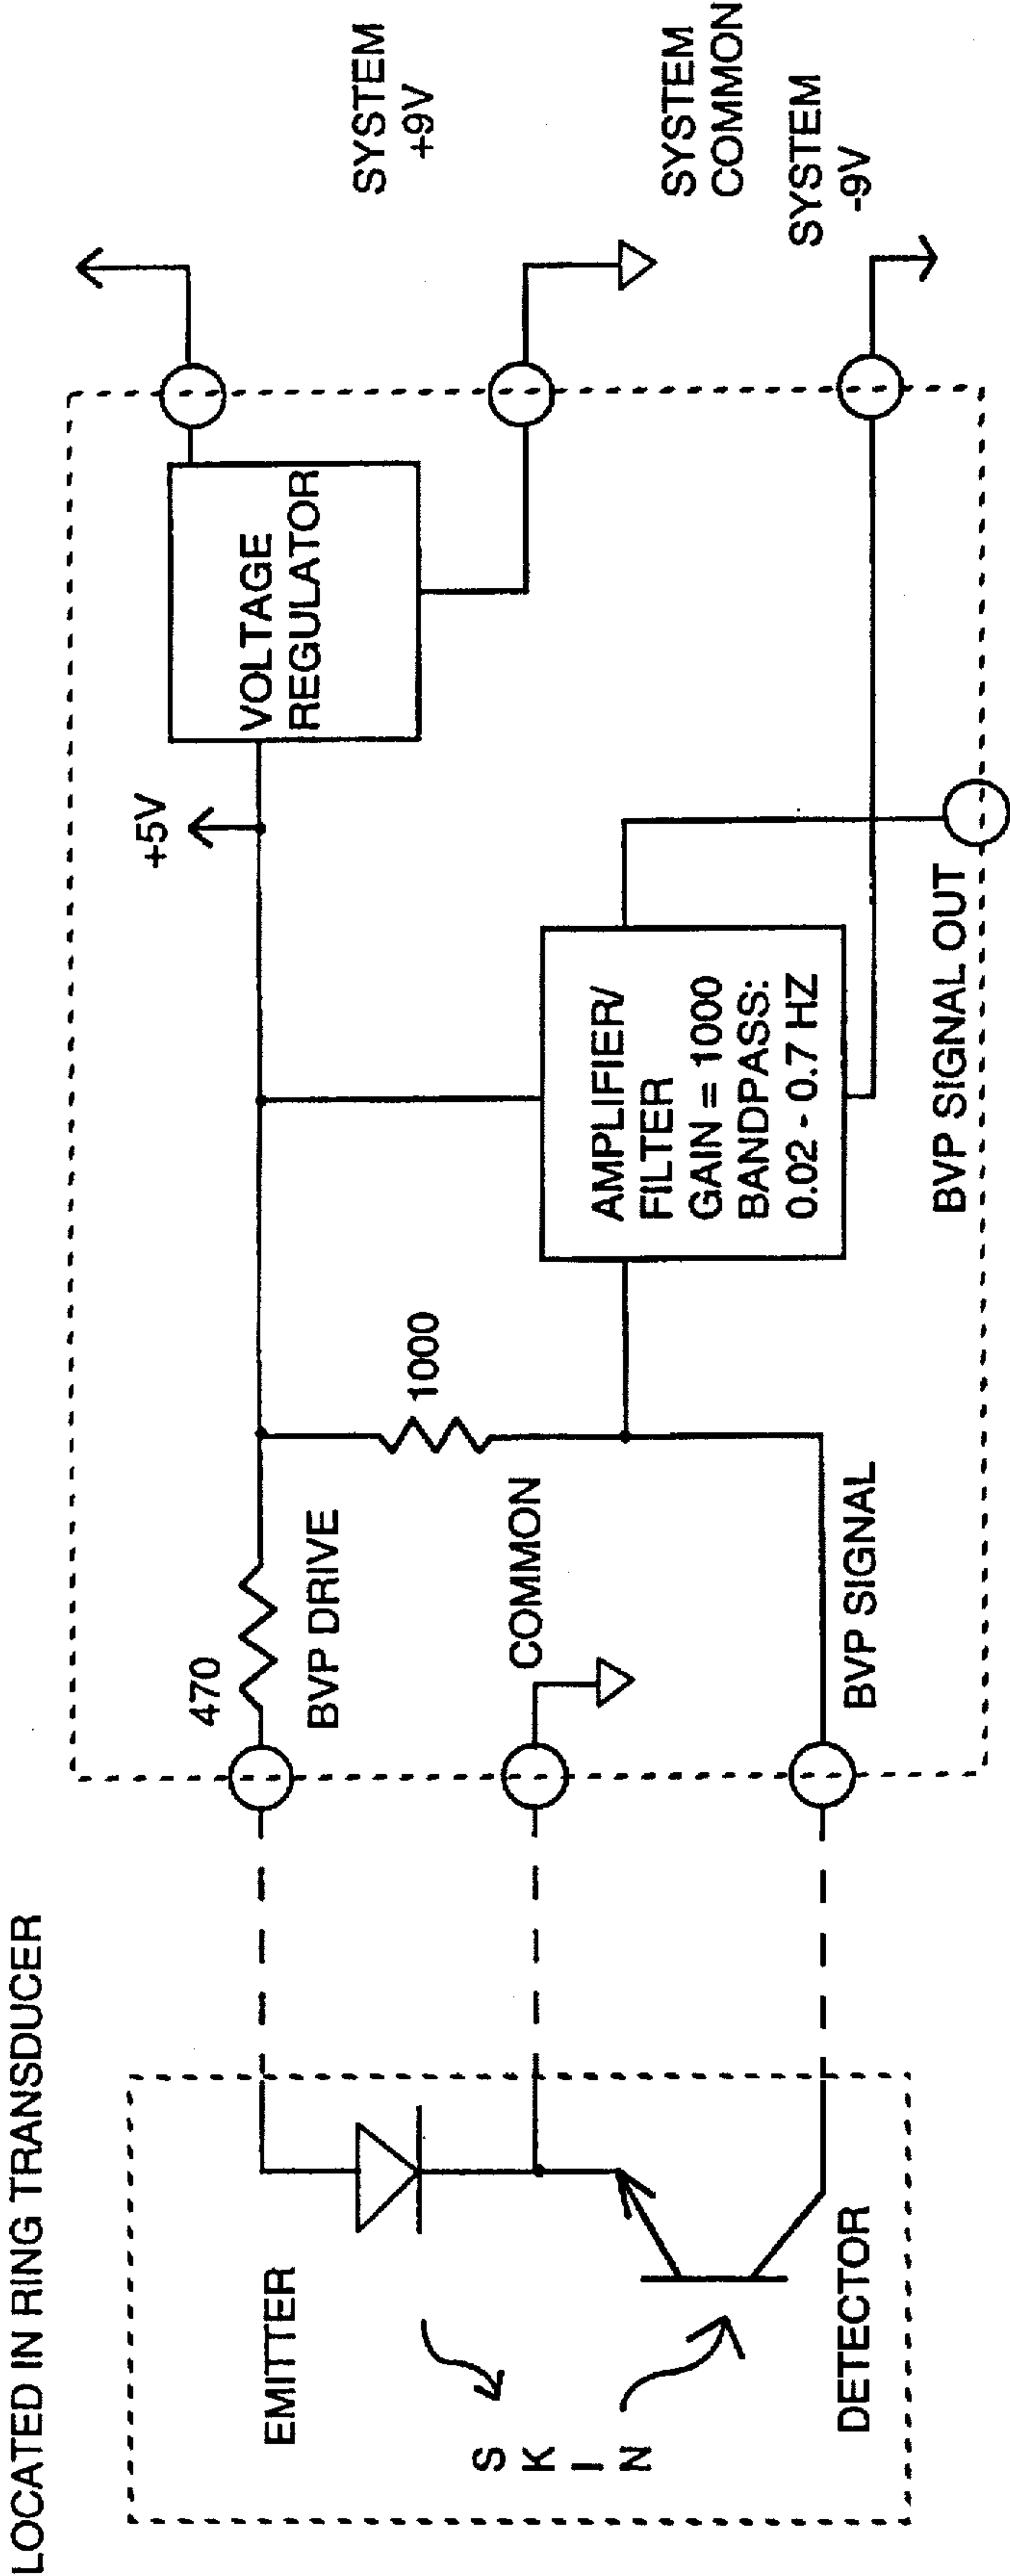 LOCATED IN RING TRANSDUCER
EMITTER
S
K
I
N
DETECTOR
470
BVP DRIVE
COMMON
BVP SIGNAL
1000
+5V
AMPLIFIER/
FILTER
GAIN = 1000
BANDPASS:
0.02 - 0.7 HZ
BVP SIGNAL OUT
VOLTAGE
REGULATOR
SYSTEM
+9V
SYSTEM
COMMON
SYSTEM
-9V